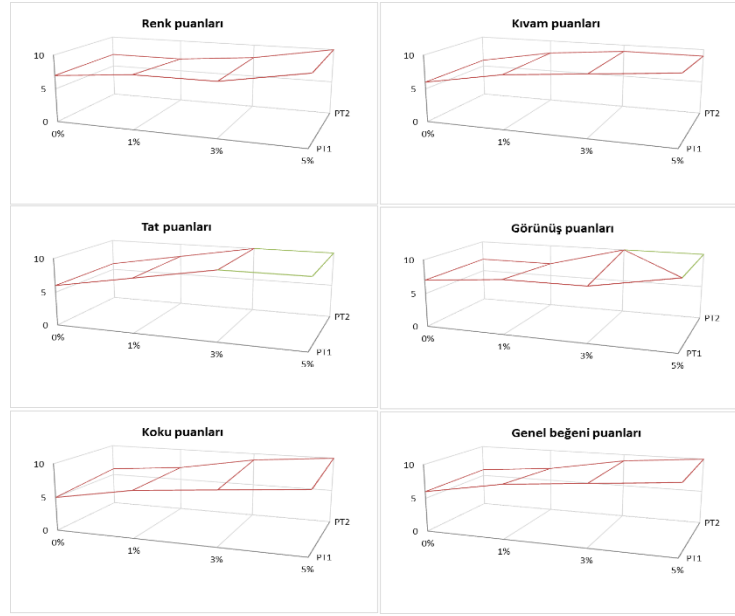 Renk puanları
10
5
0
0%
1%
3%
5%
PT1
PT2
Kıvam puanları
10
5
0
0%
1%
3%
5%
PT1
PT2
Tat puanları
10
5
0
0%
1%
3%
5%
PT1
PT2
Görünüş puanları
10
5
0
0%
1%
3%
5%
PT1
PT2
Koku puanları
10
5
0
0%
1%
3%
5%
PT1
PT2
Genel beğeni puanları
10
5
0
0%
1%
3%
5%
PT1
PT2